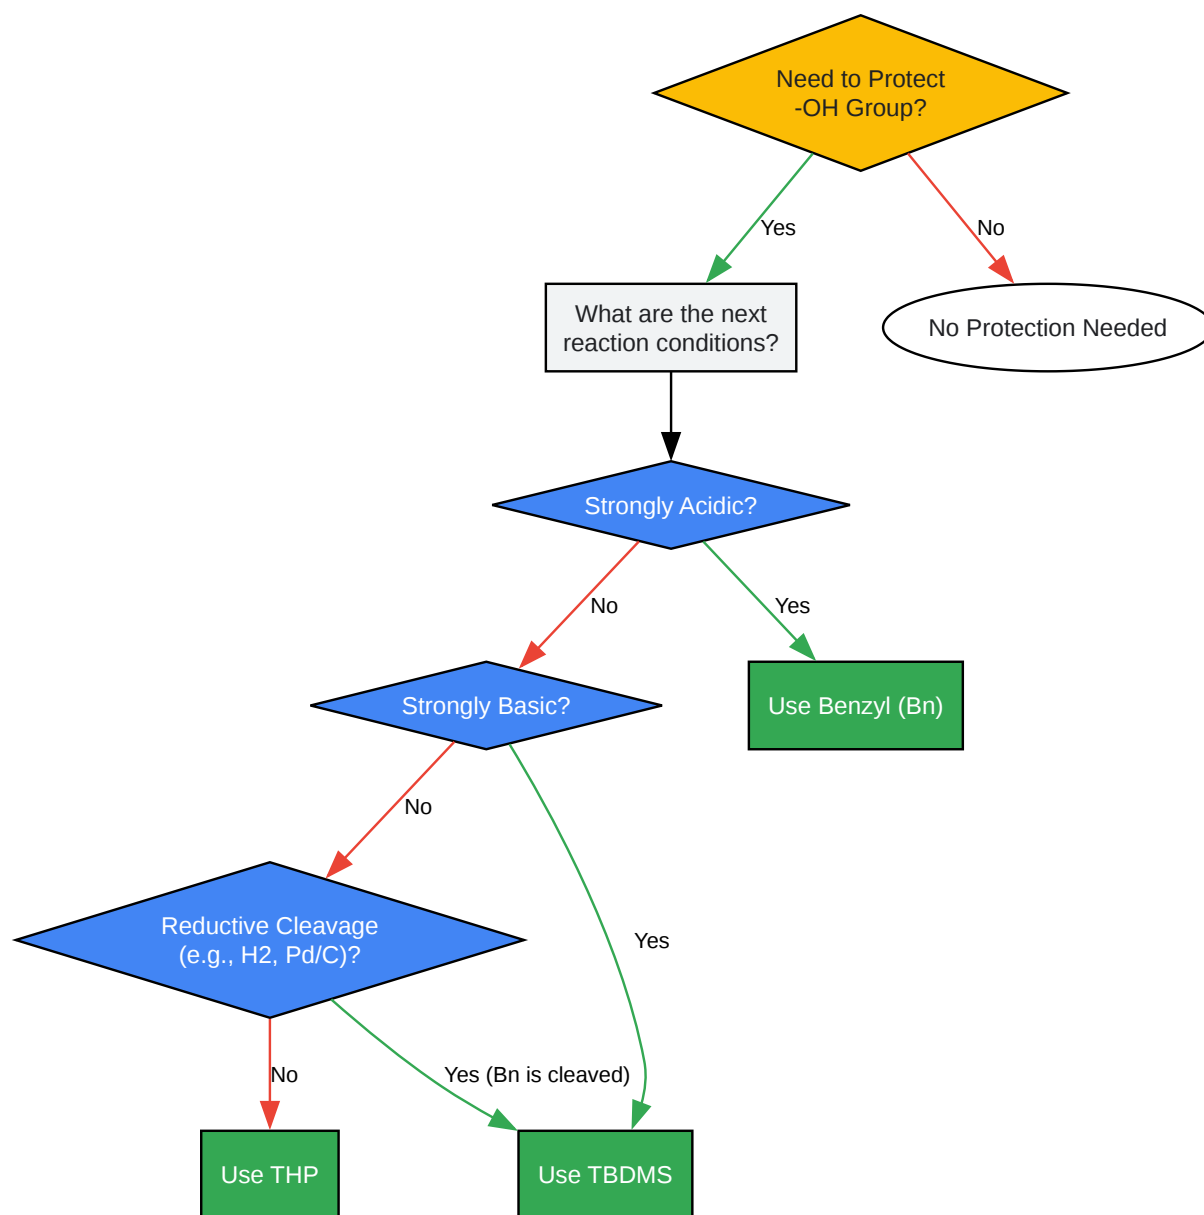 Need to Protect
-OH Group?
Yes
No
What are the next
reaction conditions?
No Protection Needed
Strongly Acidic?
No
Yes
Strongly Basic?
Use Benzyl (Bn)
No
Reductive Cleavage
(e.g., H2, Pd/C)?
Yes
No
Yes (Bn is cleaved)
Use THP
Use TBDMS